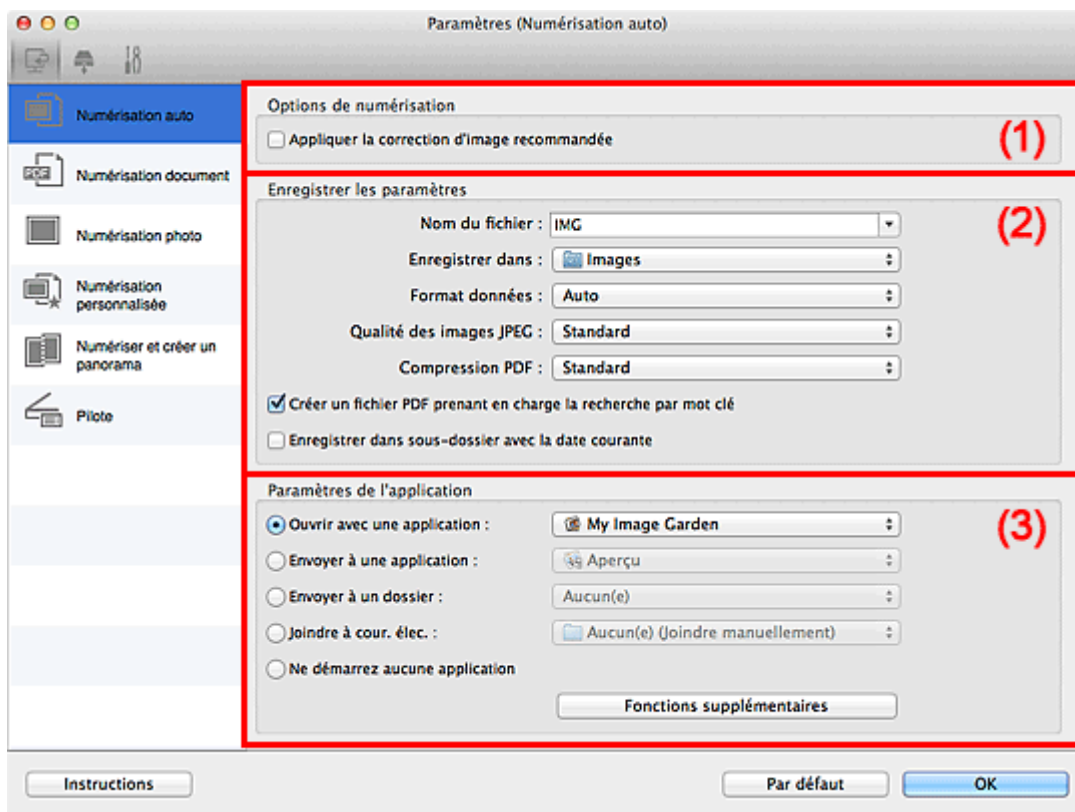 Paramètres (Numérisation auto)
Numérisation auto
PDF
Numérisation document
Numérisation photo
Numérisation
personnalisée
Numériser et créer un
panorama
Pilote
Options de numérisation
Appliquer la correction d'image recommandée
(1)
Enregistrer les paramètres
(2)
Nom du fichier : IMG
Enregistrer dans : Images
Format données : Auto
Qualité des images JPEG : Standard
Compression PDF : Standard
Créer un fichier PDF prenant en charge la recherche par mot clé
Enregistrer dans sous-dossier avec la date courante
Paramètres de l'application
(3)
Ouvrir avec une application : My Image Garden
Envoyer à une application : Aperçu
Envoyer à un dossier : Aucun(e)
Joindre à cour. élec. : Aucun(e) (Joindre manuellement)
Ne démarrez aucune application
Fonctions supplémentaires
Instructions
Par défaut
OK